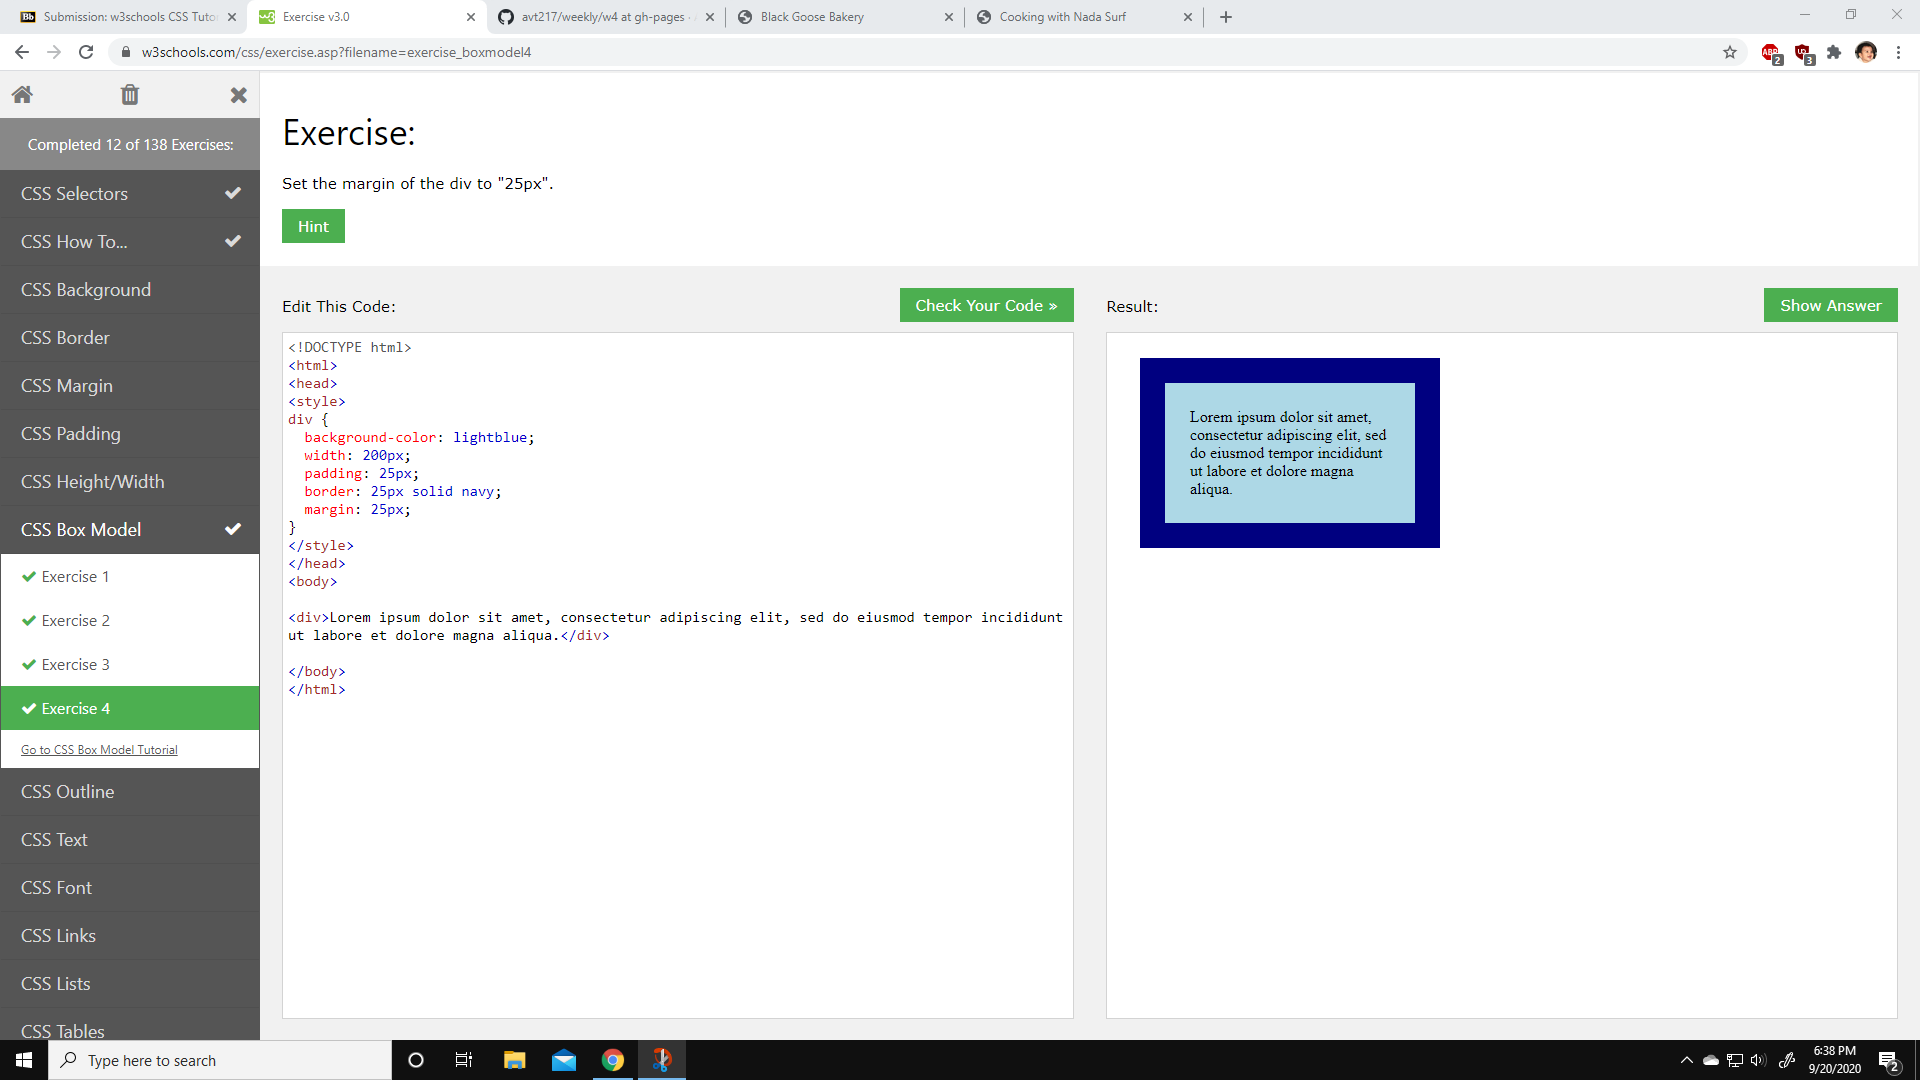 Submission: w3schools CSS Tutor
Exercise v3.0
avt217/weekly/w4 at gh-pages
Black Goose Bakery
Cooking with Nada Surf
w3schools.com/css/exercise.asp?filename=exercise_boxmodel4
Completed 12 of 138 Exercises:
CSS Selectors
CSS How To...
CSS Background
CSS Border
CSS Margin
CSS Padding
CSS Height/Width
CSS Box Model
Exercise 1
Exercise 2
Exercise 3
Exercise 4
Go to CSS Box Model Tutorial
CSS Outline
CSS Text
CSS Font
CSS Links
CSS Lists
CSS Tables
Exercise:
Set the margin of the div to "25px".
Hint
Edit This Code:
Check Your Code »
<!DOCTYPE html>
<html>
<head>
<style>
div {
background-color: lightblue;
width: 200px;
padding: 25px;
border: 25px solid navy;
margin: 25px;
}
</style>
</head>
<body>
<div>Lorem ipsum dolor sit amet, consectetur adipiscing elit, sed do eiusmod tempor incididunt
ut labore et dolore magna aliqua.</div>
</body>
</html>
Result:
Show Answer
Lorem ipsum dolor sit amet,
consectetur adipiscing elit, sed
do eiusmod tempor incididunt
ut labore et dolore magna
aliqua.
Type here to search
6:38 PM
9/20/2020
2